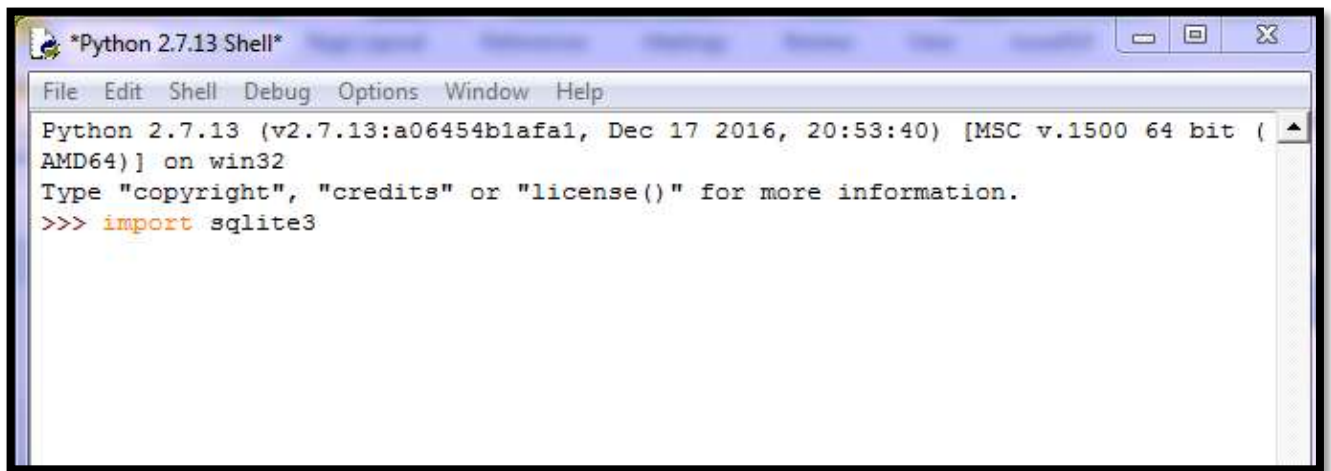 *Python 2.7.13 Shell*
File Edit Shell Debug Options Window Help
Python 2.7.13 (v2.7.13:a06454b1afa1, Dec 17 2016, 20:53:40) [MSC v.1500 64 bit (
AMD64)] on win32
Type "copyright", "credits" or "license()" for more information.
>>> import sqlite3